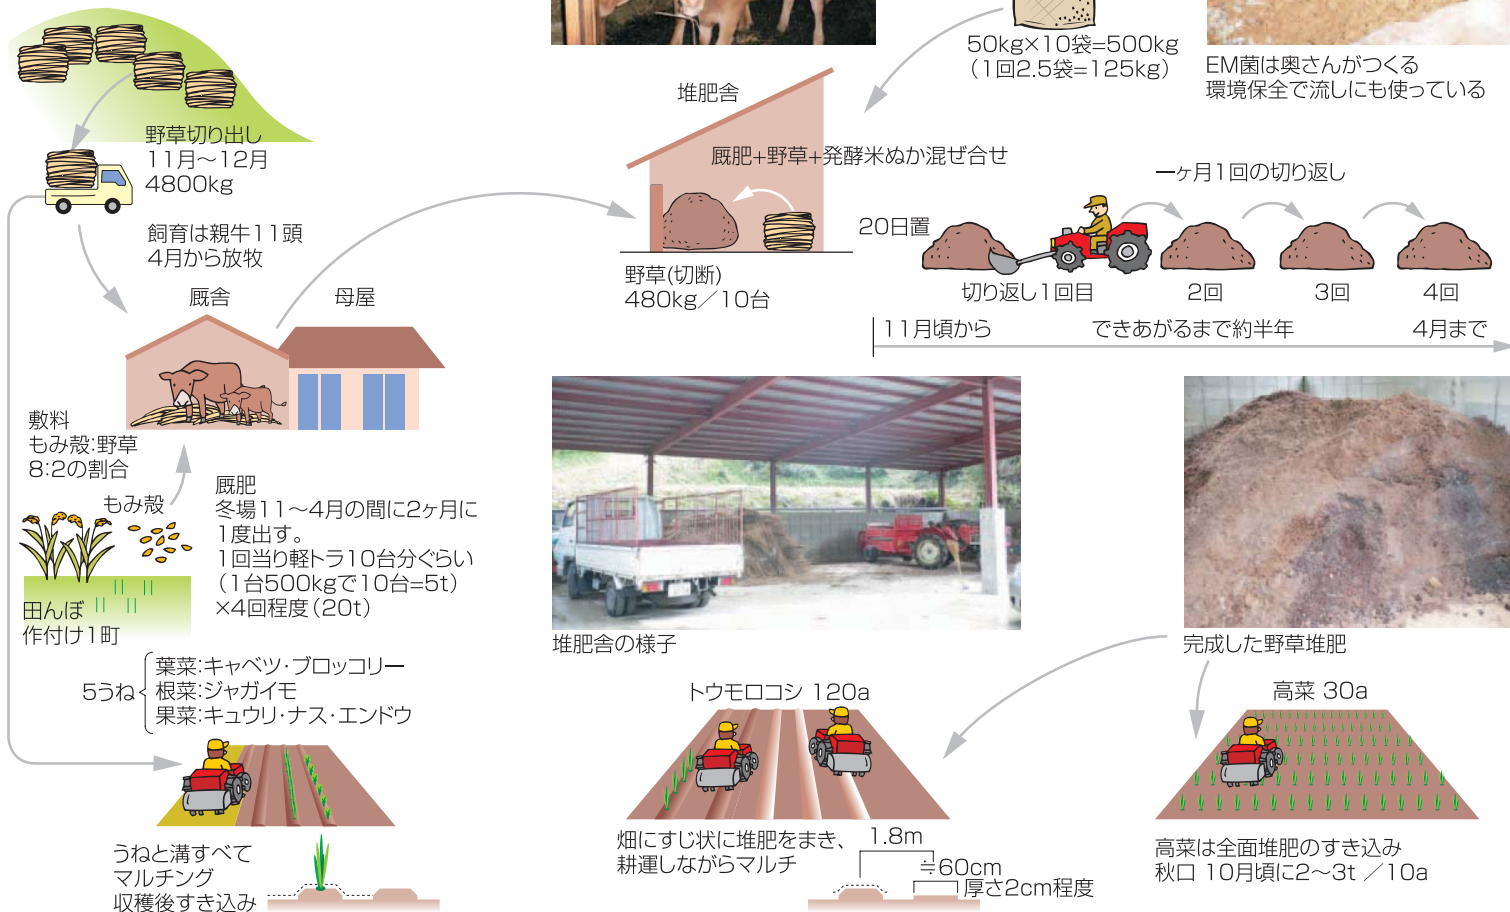 50kg×10袋=500kg
（1回2.5袋=125kg）
EM菌は奥さんがつくる
環境保全で流しにも使っている
野草切り出し
11月～12月
4800kg
飼育は親牛11頭
4月から放牧
厩舎
母屋
堆肥舎
厩肥+野草+発酵米ぬか混ぜ合せ
野草(切断)
480kg／10台
20日置
一ヶ月1回の切り返し
切り返し1回目
2回
3回
4回
11月頃から
できあがるまで約半年
4月まで
敷料
もみ殻:野草
8:2の割合
もみ殻
田んぼ
作付け1町
厩肥
冬場11～4月の間に2ヶ月に
1度出す。
1回当り軽トラ10台分ぐらい
（1台500kgで10台=5t）
×4回程度（20t）
堆肥舎の様子
完成した野草堆肥
5うね
葉菜:キャベツ・ブロッコリー
根菜:ジャガイモ
果菜:キュウリ・ナス・エンドウ
うねと溝すべて
マルチング
収穫後すき込み
トウモロコシ 120a
畑にすじ状に堆肥をまき、
耕運しながらマルチ
1.8m
≒60cm
厚さ2cm程度
高菜 30a
高菜は全面堆肥のすき込み
秋口 10月頃に2～3t ／10a